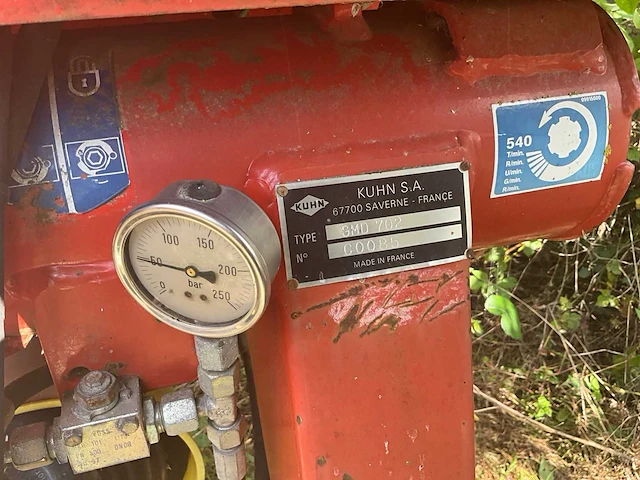 05915600
540
T/min.
R/min.
U/min.
G/min.
R/min.
KUHN
KUHN S.A.
67700 SAVERNE - FRANCE
TYPE GMD 702
N° C0085
MADE IN FRANCE
0
50
100
150
200
250
bar